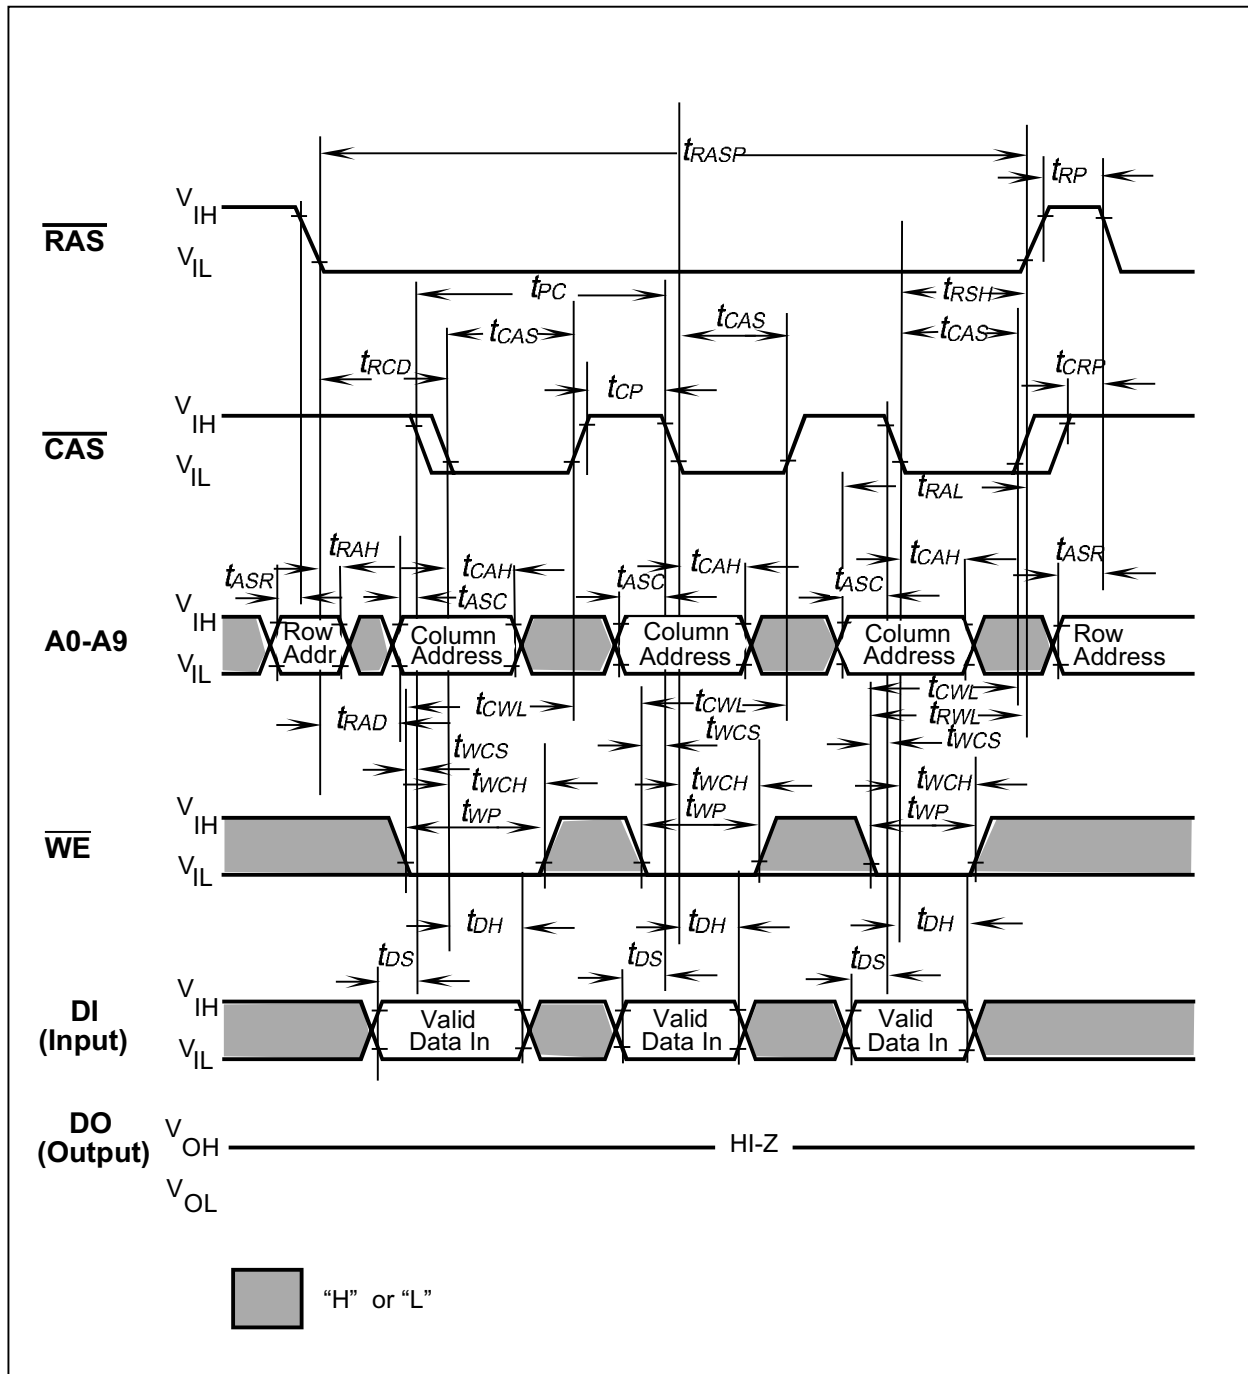 tRASP
tRP
VIH
RAS
VIL
tPC
tRSH
tCAS
tCAS
tCAS
tRCD
tCP
tCRP
VIH
CAS
VIL
tRAL
tRAH
tASR
tCAH
tASC
tASC
tCAH
tASC
tCAH
tASR
VIH
A0-A9
VIL
Row
Addr
Column
Address
Column
Address
Column
Address
Row
Address
tCWL
tCWL
tCWL
tRAD
tRWL
tWCS
tWCS
tWCS
tWCH
tWCH
tWCH
tWP
tWP
tWP
VIH
WE
VIL
tDH
tDH
tDH
tDS
tDS
tDS
VIH
DI
(Input)
VIL
Valid
Data In
Valid
Data In
Valid
Data In
DO
(Output)
VOH
HI-Z
VOL
“H” or “L”